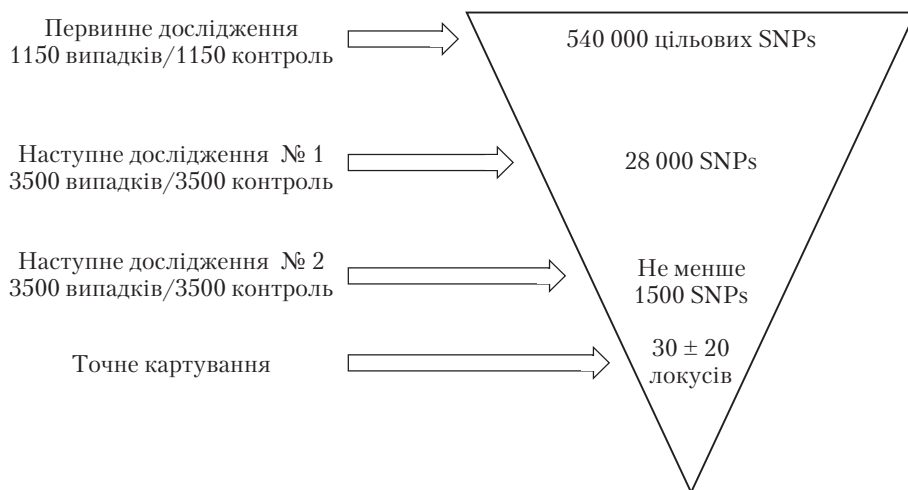 Первинне дослідження
1150 випадків/1150 контроль
540 000 цільових SNPs
Наступне дослідження № 1
3500 випадків/3500 контроль
28 000 SNPs
Наступне дослідження № 2
3500 випадків/3500 контроль
Не менше
1500 SNPs
Точне картування
30 ± 20
локусів